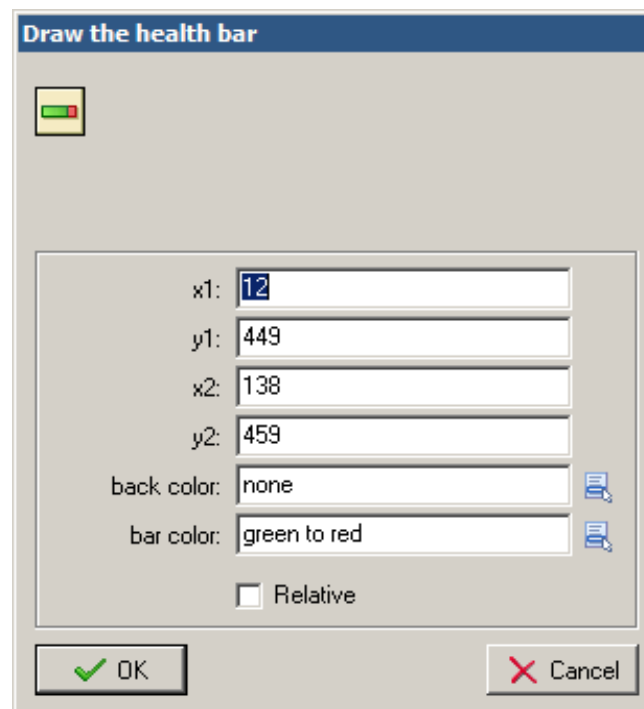 Draw the health bar
x1: 12
y1: 449
x2: 138
y2: 459
back color: none
bar color: green to red
Relative
OK Cancel